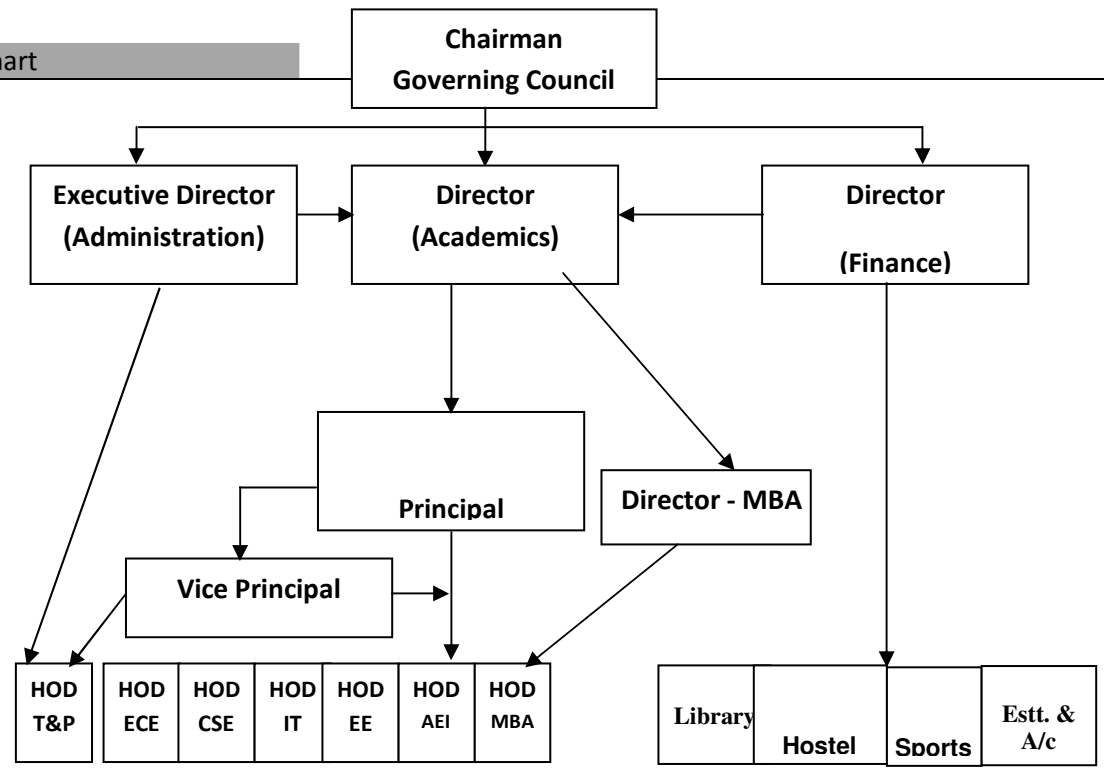 Chairman
Governing Council
Executive Director
(Administration)
Director
(Academics)
Director
(Finance)
Principal
Director - MBA
Vice Principal
HOD
T&P
HOD
ECE
HOD
CSE
HOD
IT
HOD
EE
HOD
AEI
HOD
MBA
Library
Hostel
Sports
Estt. &
A/c